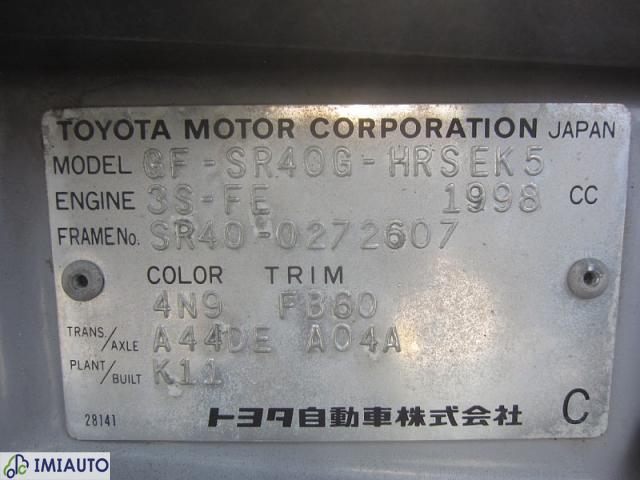 TOYOTA MOTOR CORPORATION JAPAN
MODEL GF-SR40G-HRSEK5
ENGINE 3S-FE 1998 CC
FRAME No. SR40-0272607
COLOR TRIM
4N9 FB60
TRANS/AXLE A44DE A04A
PLANT/BUILT K11
28141 トヨタ自動車株式会社 C
IMIAUTO